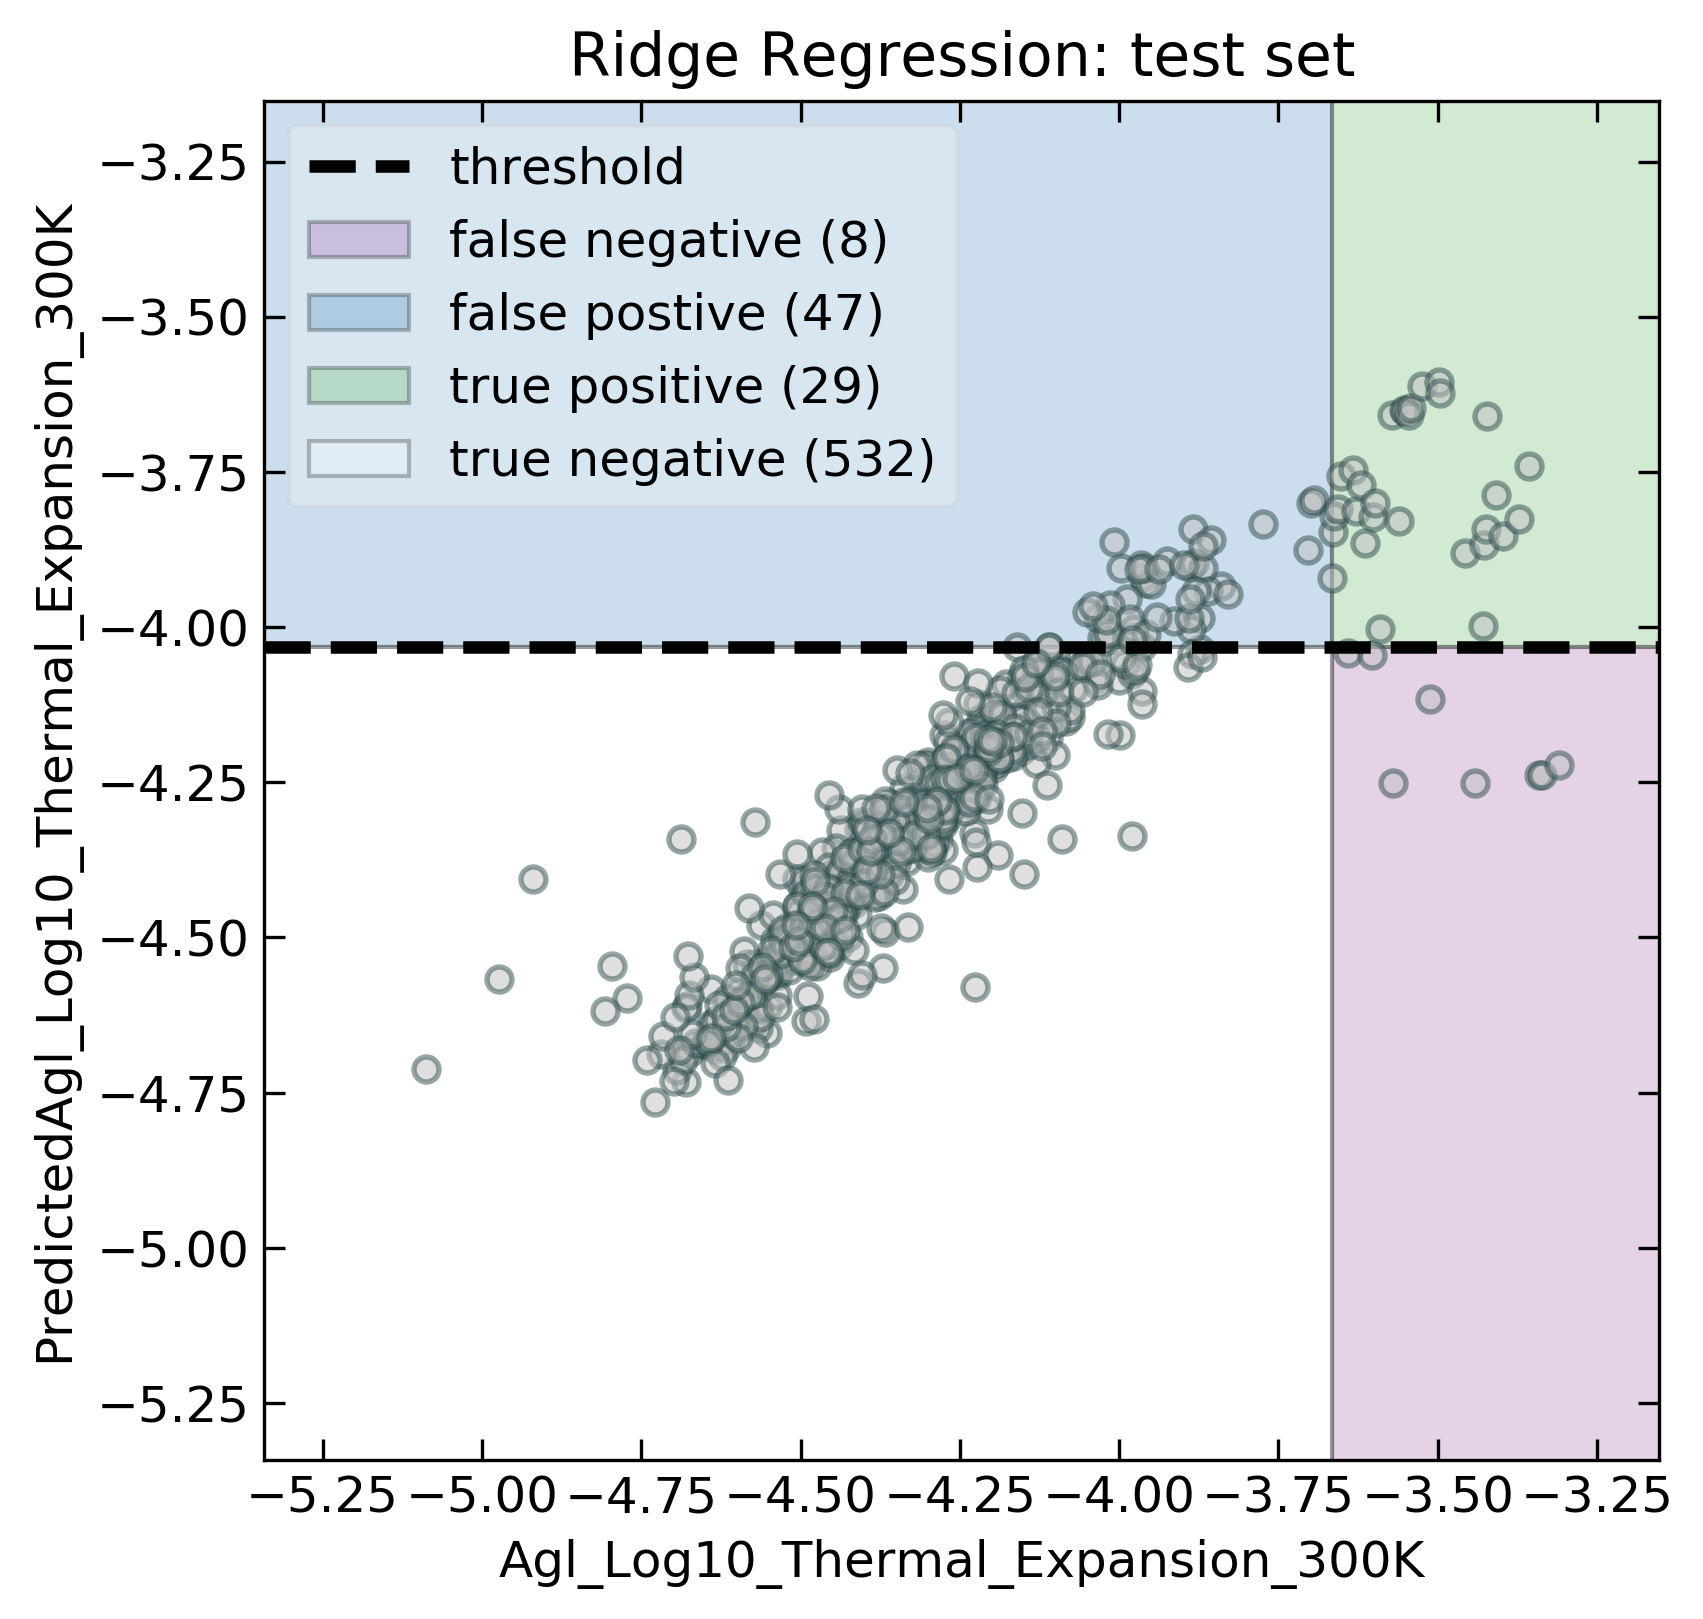 Ridge Regression: test set
threshold
false negative (8)
false postive (47)
true positive (29)
true negative (532)
PredictedAgl_Log10_Thermal_Expansion_300K
−3.25
−3.50
−3.75
−4.00
−4.25
−4.50
−4.75
−5.00
−5.25
−5.25 −5.00 −4.75 −4.50 −4.25 −4.00 −3.75 −3.50 −3.25
Agl_Log10_Thermal_Expansion_300K